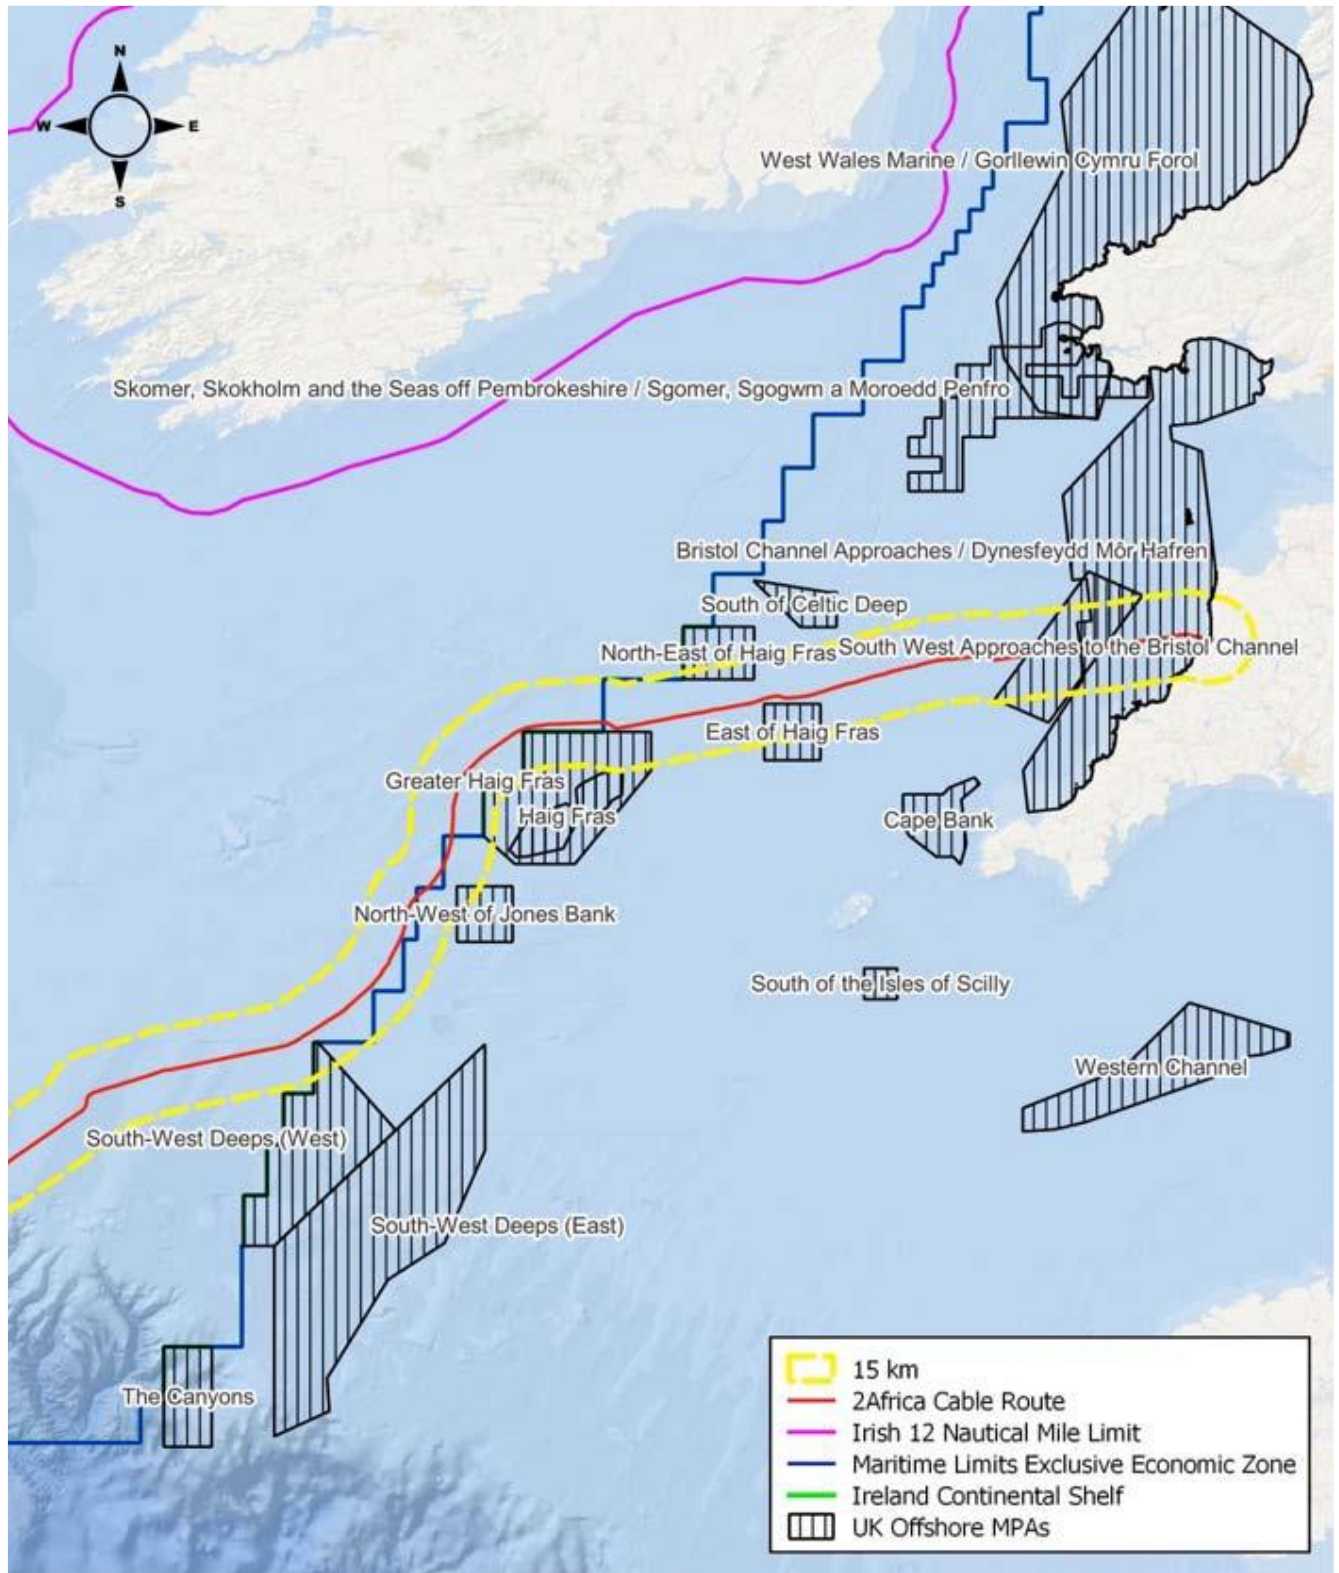 N
W
E
S
West Wales Marine / Gorllewin Cymru Forol
Skomer, Skokholm and the Seas off Pembrokeshire / Sgomer, Sgogwm a Moroedd Penfro
Bristol Channel Approaches / Dynesfeydd Môr Hafren
South of Celtic Deep
North-East of Haig Fras
South West Approaches to the Bristol Channel
East of Haig Fras
Greater Haig Fras
Haig Fras
Cape Bank
North-West of Jones Bank
South of the Isles of Scilly
Western Channel
South-West Deeps (West)
South-West Deeps (East)
The Canyons
15 km
2Africa Cable Route
Irish 12 Nautical Mile Limit
Maritime Limits Exclusive Economic Zone
Ireland Continental Shelf
UK Offshore MPAs